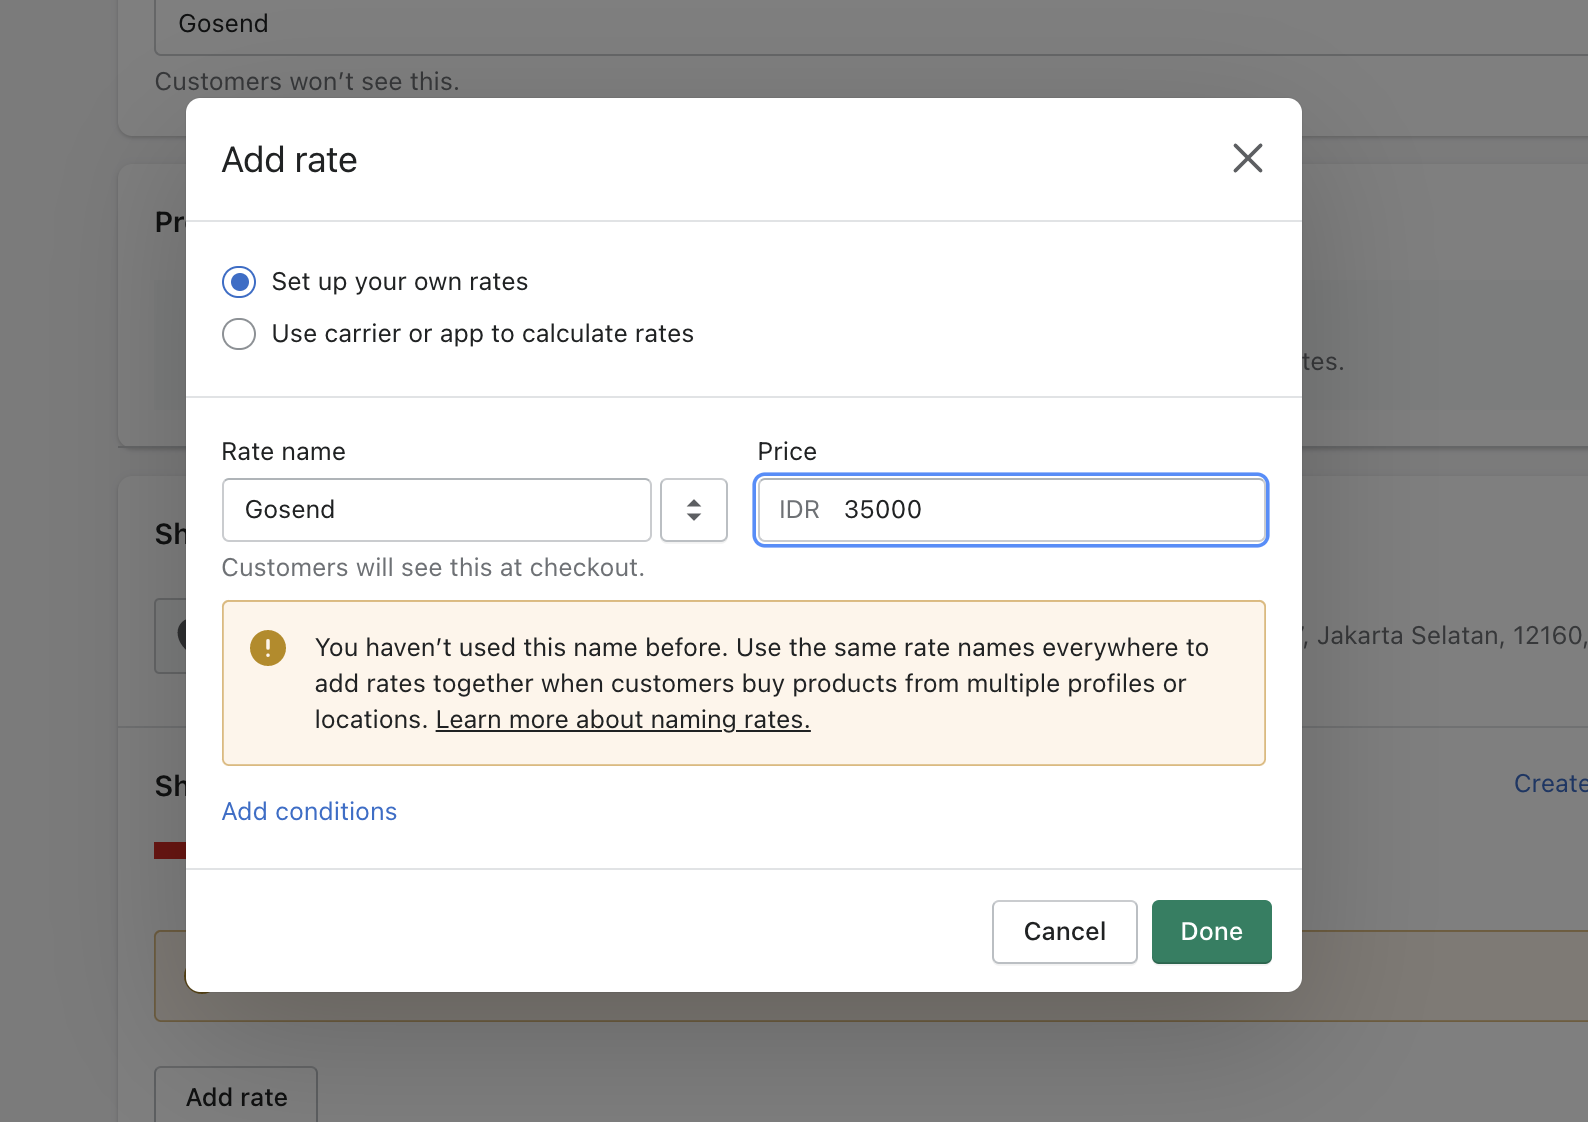 Gosend
Customers won’t see this.
Add rate
Set up your own rates
Use carrier or app to calculate rates
tes.
Rate name
Price
Gosend
IDR 35000
Customers will see this at checkout.
You haven’t used this name before. Use the same rate names everywhere to
add rates together when customers buy products from multiple profiles or
locations. Learn more about naming rates.
, Jakarta Selatan, 12160,
Create
Add conditions
Cancel
Done
Add rate